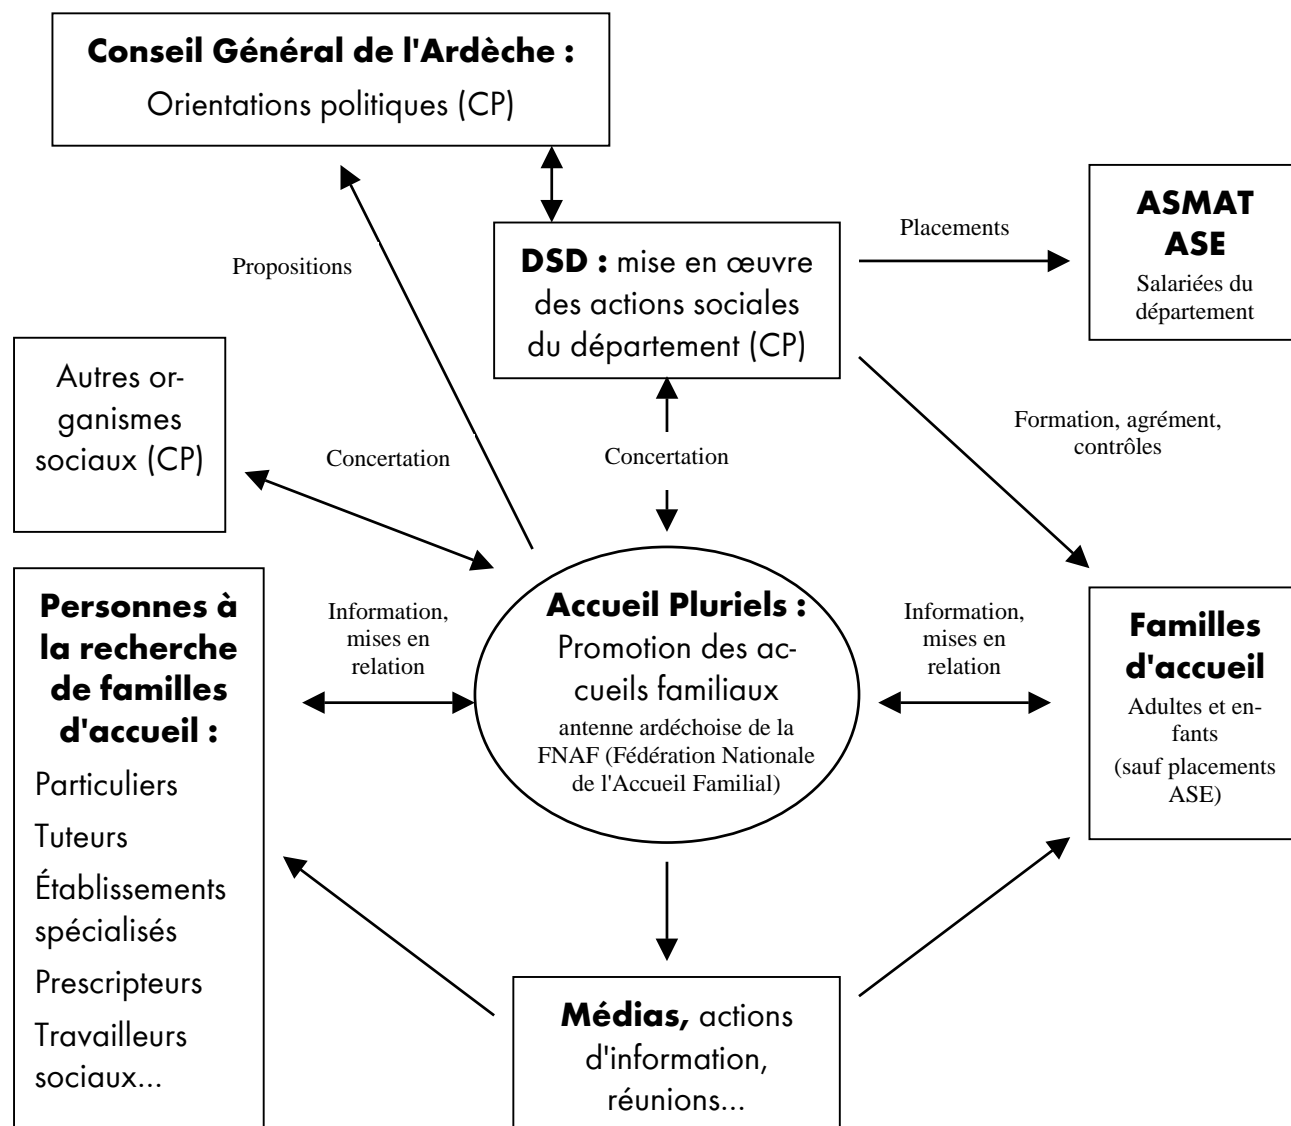 Conseil Général de l'Ardèche :
Orientations politiques (CP)
Propositions
DSD : mise en œuvre
des actions sociales
du département (CP)
Placements
ASMAT
ASE
Salariées du
département
Autres or-
ganismes
sociaux (CP)
Concertation
Concertation
Formation, agrément,
contrôles
Personnes à
la recherche
de familles
d'accueil :
Particuliers
Tuteurs
Établissements
spécialisés
Prescripteurs
Travailleurs
sociaux...
Information,
mises en
relation
Accueil Pluriels :
Promotion des ac-
cueils familiaux
antenne ardéchoise de la
FNAF (Fédération Nationale
de l'Accueil Familial)
Information,
mises en
relation
Familles
d'accueil
Adultes et en-
fants
(sauf placements
ASE)
Médias, actions
d'information,
réunions...